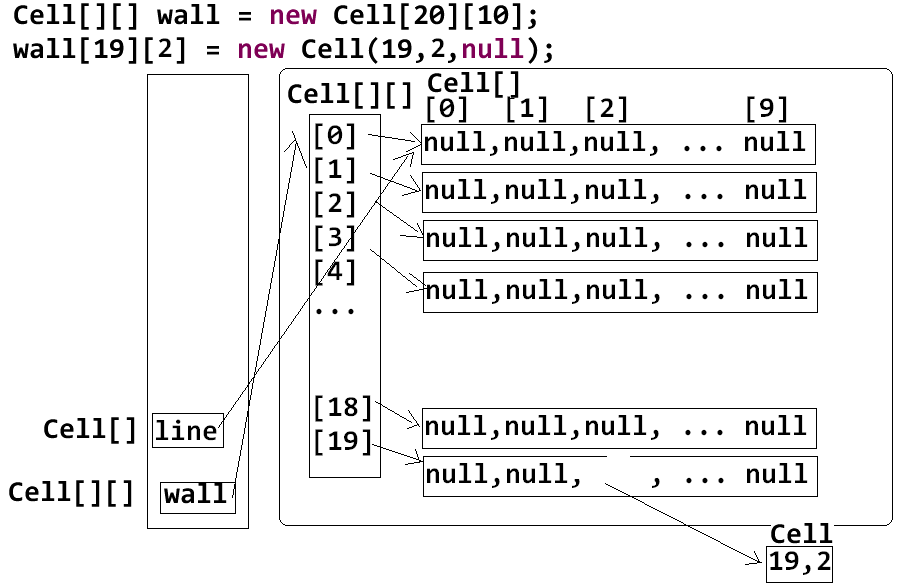 Cell[][] wall = new Cell[20][10];
wall[19][2] = new Cell(19,2,null);
Cell[][]
Cell[]
[0] [1] [2] [9]
[0]
null,null,null, ... null
[1]
null,null,null, ... null
[2]
[3]
null,null,null, ... null
[4]
null,null,null, ... null
...
[18]
null,null,null, ... null
[19]
null,null, , ... null
Cell[] line
Cell[][] wall
Cell
19,2